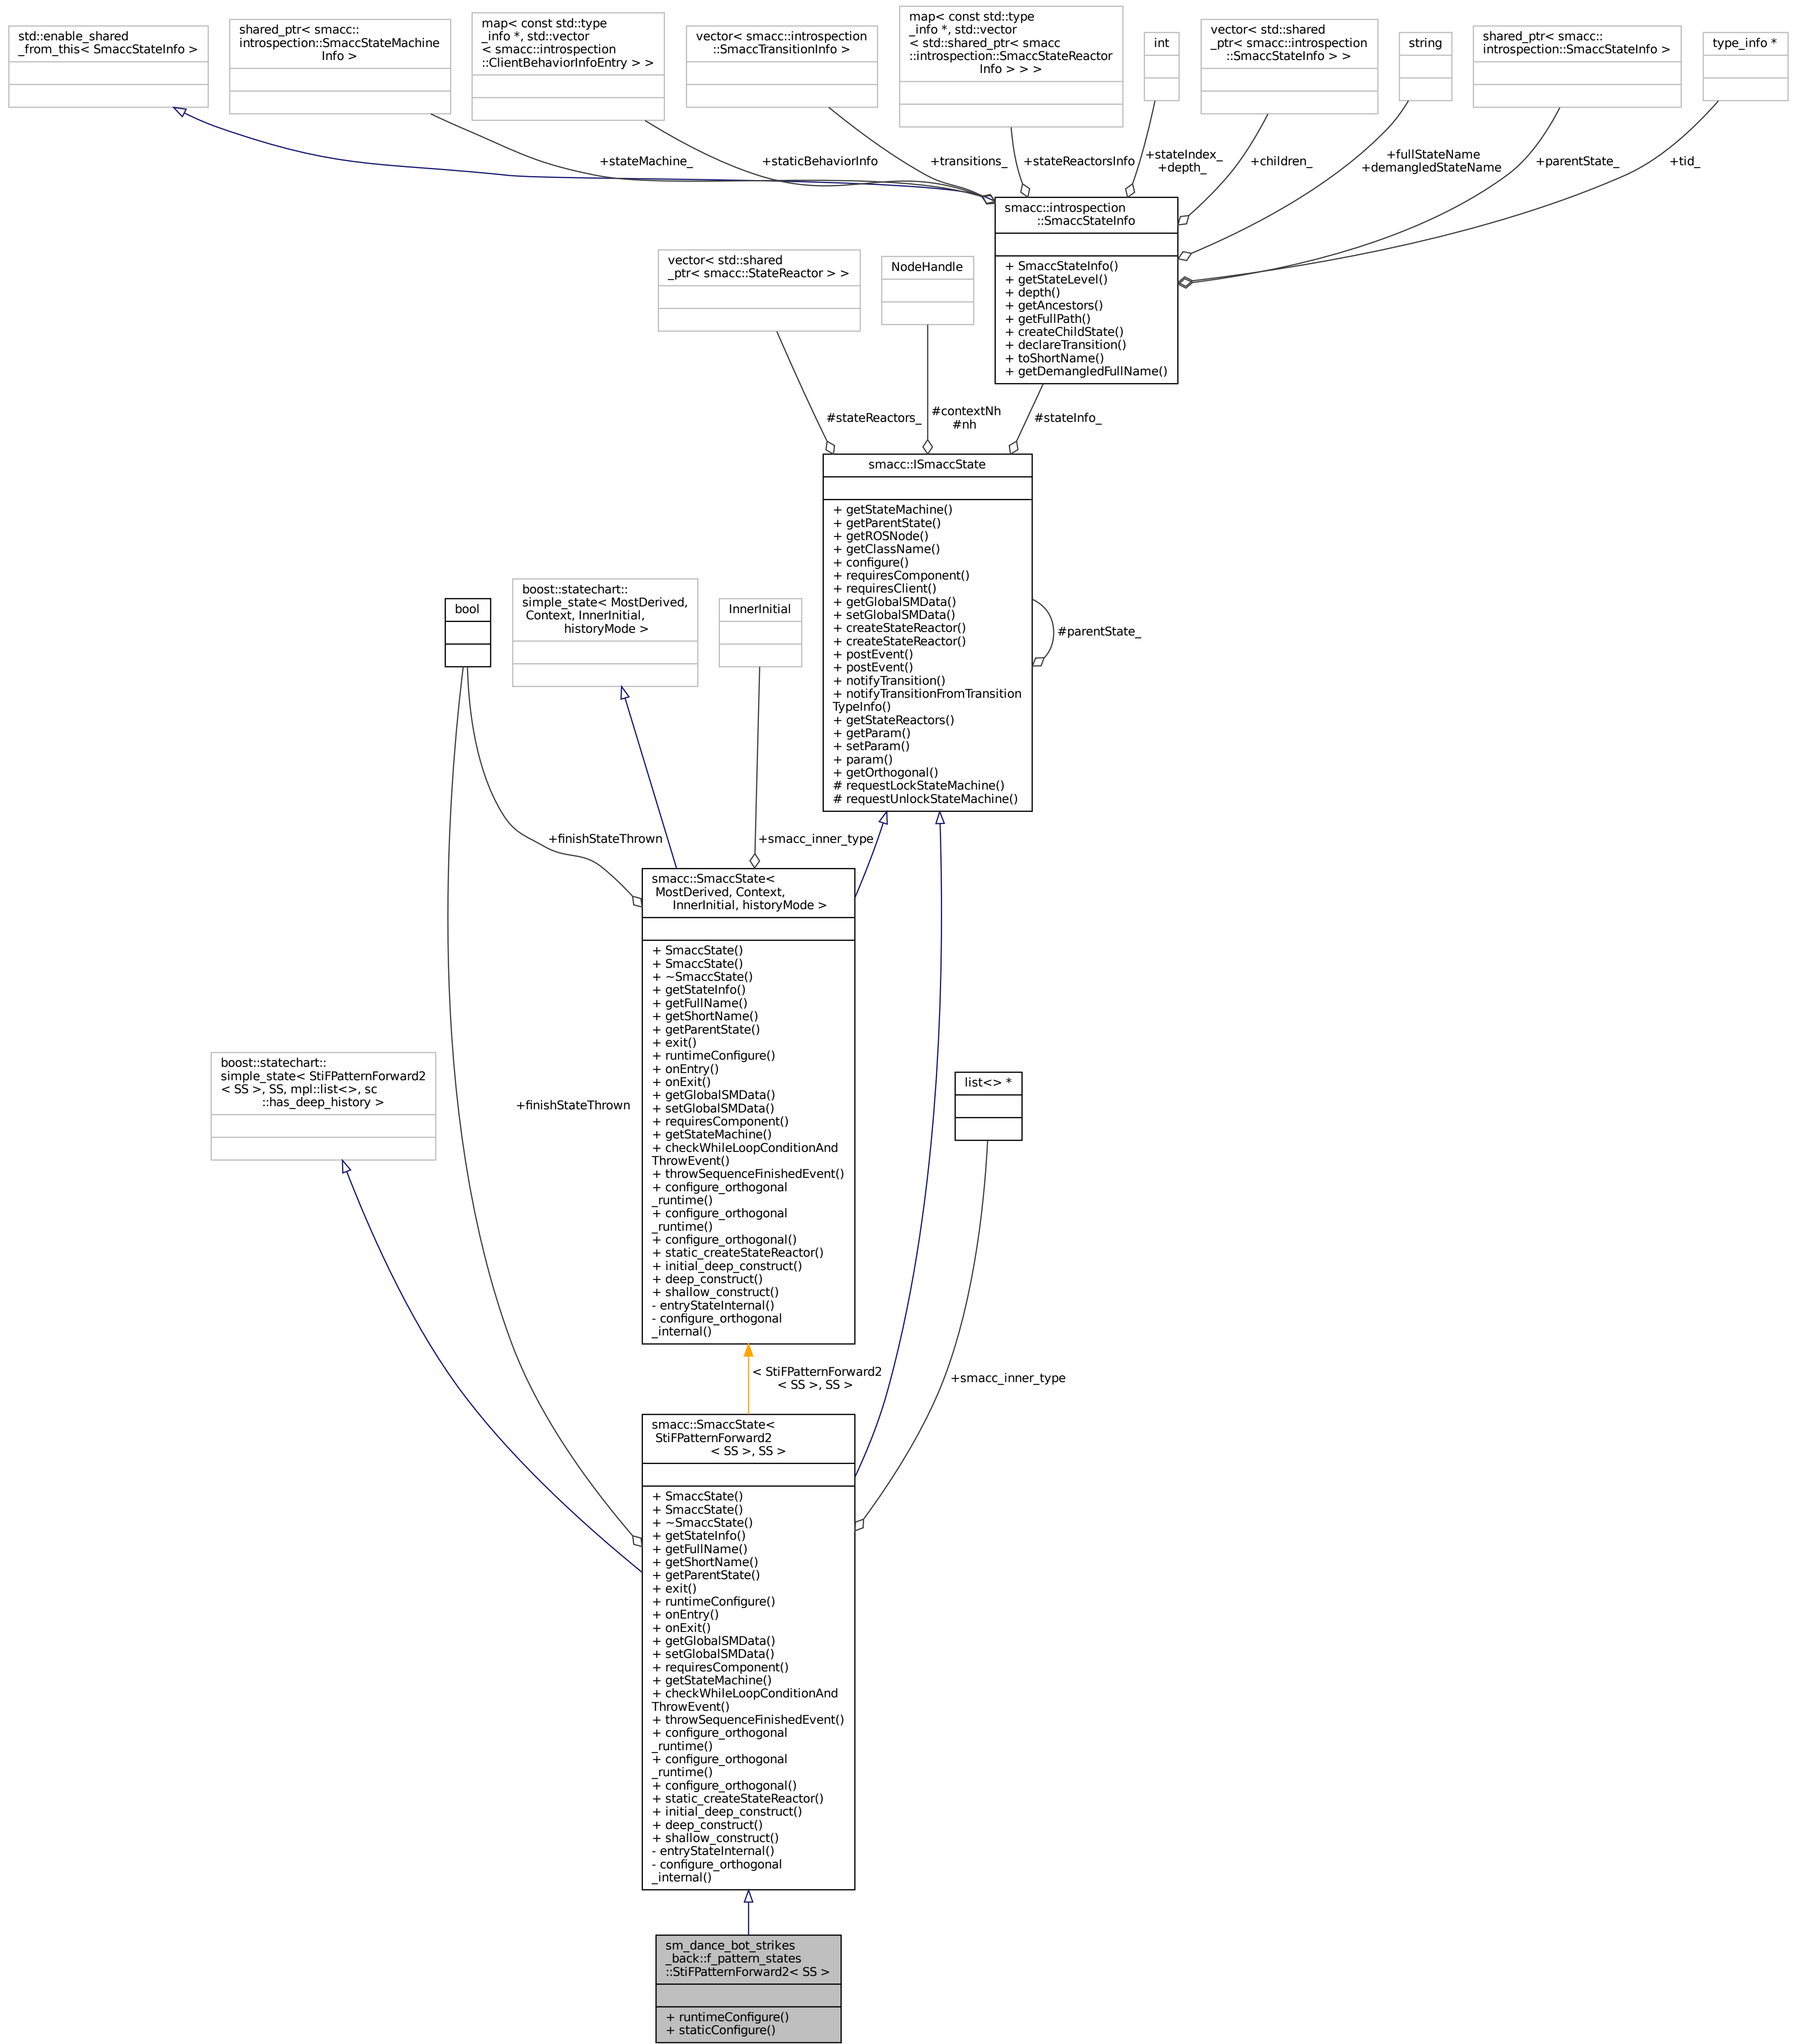 std::enable_shared
_from_this< SmaccStateInfo >
shared_ptr< smacc::
introspection::SmaccStateMachine
Info >
map< const std::type
_info *, std::vector
< smacc::introspection
::ClientBehaviorInfoEntry > >
vector< smacc::introspection
::SmaccTransitionInfo >
map< const std::type
_info *, std::vector
< std::shared_ptr< smacc
::introspection::SmaccStateReactor
Info > > >
int
vector< std::shared
_ptr< smacc::introspection
::SmaccStateInfo > >
string
shared_ptr< smacc::
introspection::SmaccStateInfo >
type_info *
+stateMachine_
+staticBehaviorInfo
+transitions_
+stateReactorsInfo
+stateIndex_
+depth_
+children_
+fullStateName
+demangledStateName
+parentState_
+tid_
smacc::introspection
::SmaccStateInfo
+ SmaccStateInfo()
+ getStateLevel()
+ depth()
+ getAncestors()
+ getFullPath()
+ createChildState()
+ declareTransition()
+ toShortName()
+ getDemangledFullName()
vector< std::shared
_ptr< smacc::StateReactor > >
NodeHandle
#stateReactors_
#contextNh
#nh
#stateInfo_
smacc::ISmaccState
+ getStateMachine()
+ getParentState()
+ getROSNode()
+ getClassName()
+ configure()
+ requiresComponent()
+ requiresClient()
+ getGlobalSMData()
+ setGlobalSMData()
+ createStateReactor()
+ createStateReactor()
+ postEvent()
+ postEvent()
+ notifyTransition()
+ notifyTransitionFromTransition
TypeInfo()
+ getStateReactors()
+ getParam()
+ setParam()
+ param()
+ getOrthogonal()
# requestLockStateMachine()
# requestUnlockStateMachine()
#parentState_
bool
boost::statechart::
simple_state< MostDerived,
Context, InnerInitial,
historyMode >
InnerInitial
+finishStateThrown
+smacc_inner_type
smacc::SmaccState<
MostDerived, Context,
InnerInitial, historyMode >
+ SmaccState()
+ SmaccState()
+ ~SmaccState()
+ getStateInfo()
+ getFullName()
+ getShortName()
+ getParentState()
+ exit()
+ runtimeConfigure()
+ onEntry()
+ onExit()
+ getGlobalSMData()
+ setGlobalSMData()
+ requiresComponent()
+ getStateMachine()
+ checkWhileLoopConditionAnd
ThrowEvent()
+ throwSequenceFinishedEvent()
+ configure_orthogonal
_runtime()
+ configure_orthogonal
_runtime()
+ configure_orthogonal()
+ static_createStateReactor()
+ initial_deep_construct()
+ deep_construct()
+ shallow_construct()
- entryStateInternal()
- configure_orthogonal
_internal()
boost::statechart::
simple_state< StiFPatternForward2
< SS >, SS, mpl::list<>, sc
::has_deep_history >
+finishStateThrown
list<> *
< StiFPatternForward2
< SS >, SS >
+smacc_inner_type
smacc::SmaccState<
StiFPatternForward2
< SS >, SS >
+ SmaccState()
+ SmaccState()
+ ~SmaccState()
+ getStateInfo()
+ getFullName()
+ getShortName()
+ getParentState()
+ exit()
+ runtimeConfigure()
+ onEntry()
+ onExit()
+ getGlobalSMData()
+ setGlobalSMData()
+ requiresComponent()
+ getStateMachine()
+ checkWhileLoopConditionAnd
ThrowEvent()
+ throwSequenceFinishedEvent()
+ configure_orthogonal
_runtime()
+ configure_orthogonal
_runtime()
+ configure_orthogonal()
+ static_createStateReactor()
+ initial_deep_construct()
+ deep_construct()
+ shallow_construct()
- entryStateInternal()
- configure_orthogonal
_internal()
sm_dance_bot_strikes
_back::f_pattern_states
::StiFPatternForward2< SS >
+ runtimeConfigure()
+ staticConfigure()